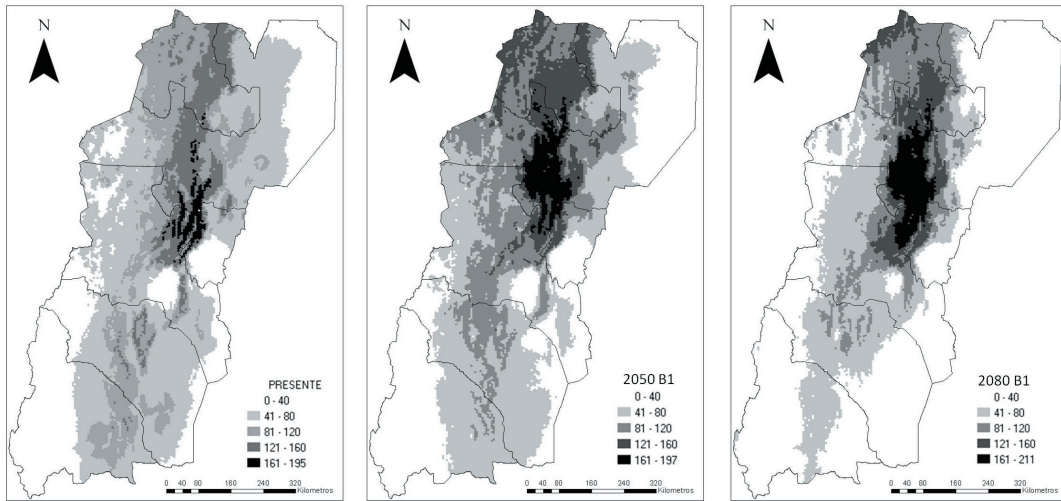 N
PRESENTE
0 - 40
41 - 80
81 - 120
121 - 160
161 - 195
0 40 80 160 240 320
Kilometros
N
2050 B1
0 - 40
41 - 80
81 - 120
121 - 160
161 - 197
0 40 80 160 240 320
Kilometros
N
2080 B1
0 - 40
41 - 80
81 - 120
121 - 160
161 - 211
0 40 80 160 240 320
Kilometros